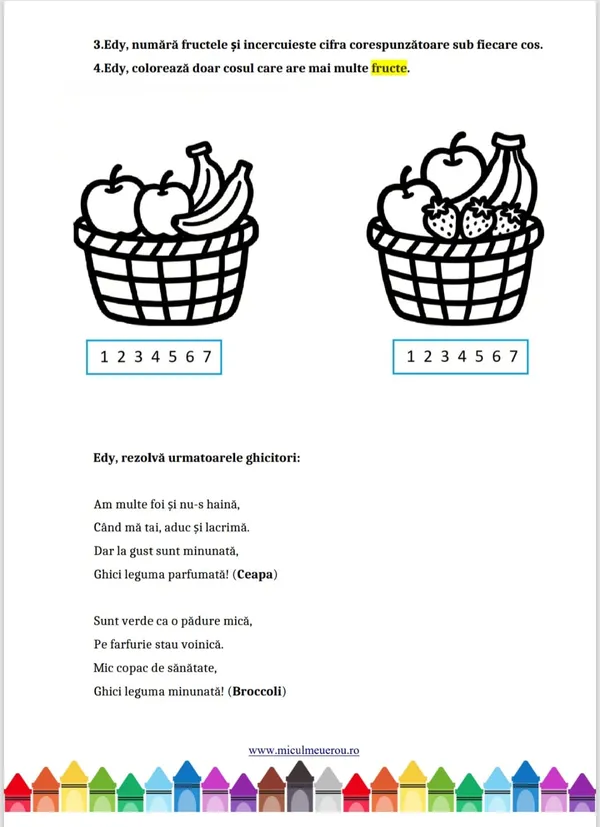 3.Edy, numără fructele și incercuieste cifra corespunzătoare sub fiecare cos.
4.Edy, colorează doar cosul care are mai multe fructe.
1 2 3 4 5 6 7
1 2 3 4 5 6 7
Edy, rezolvă urmatoarele ghicitori:
Am multe foi și nu-s haină,
Când mă tai, aduc și lacrimă.
Dar la gust sunt minunată,
Ghici leguma parfumată! (Ceapa)
Sunt verde ca o pădure mică,
Pe farfurie stau voinică.
Mic copac de sănătate,
Ghici leguma minunată! (Broccoli)
www.miculmeuerou.ro